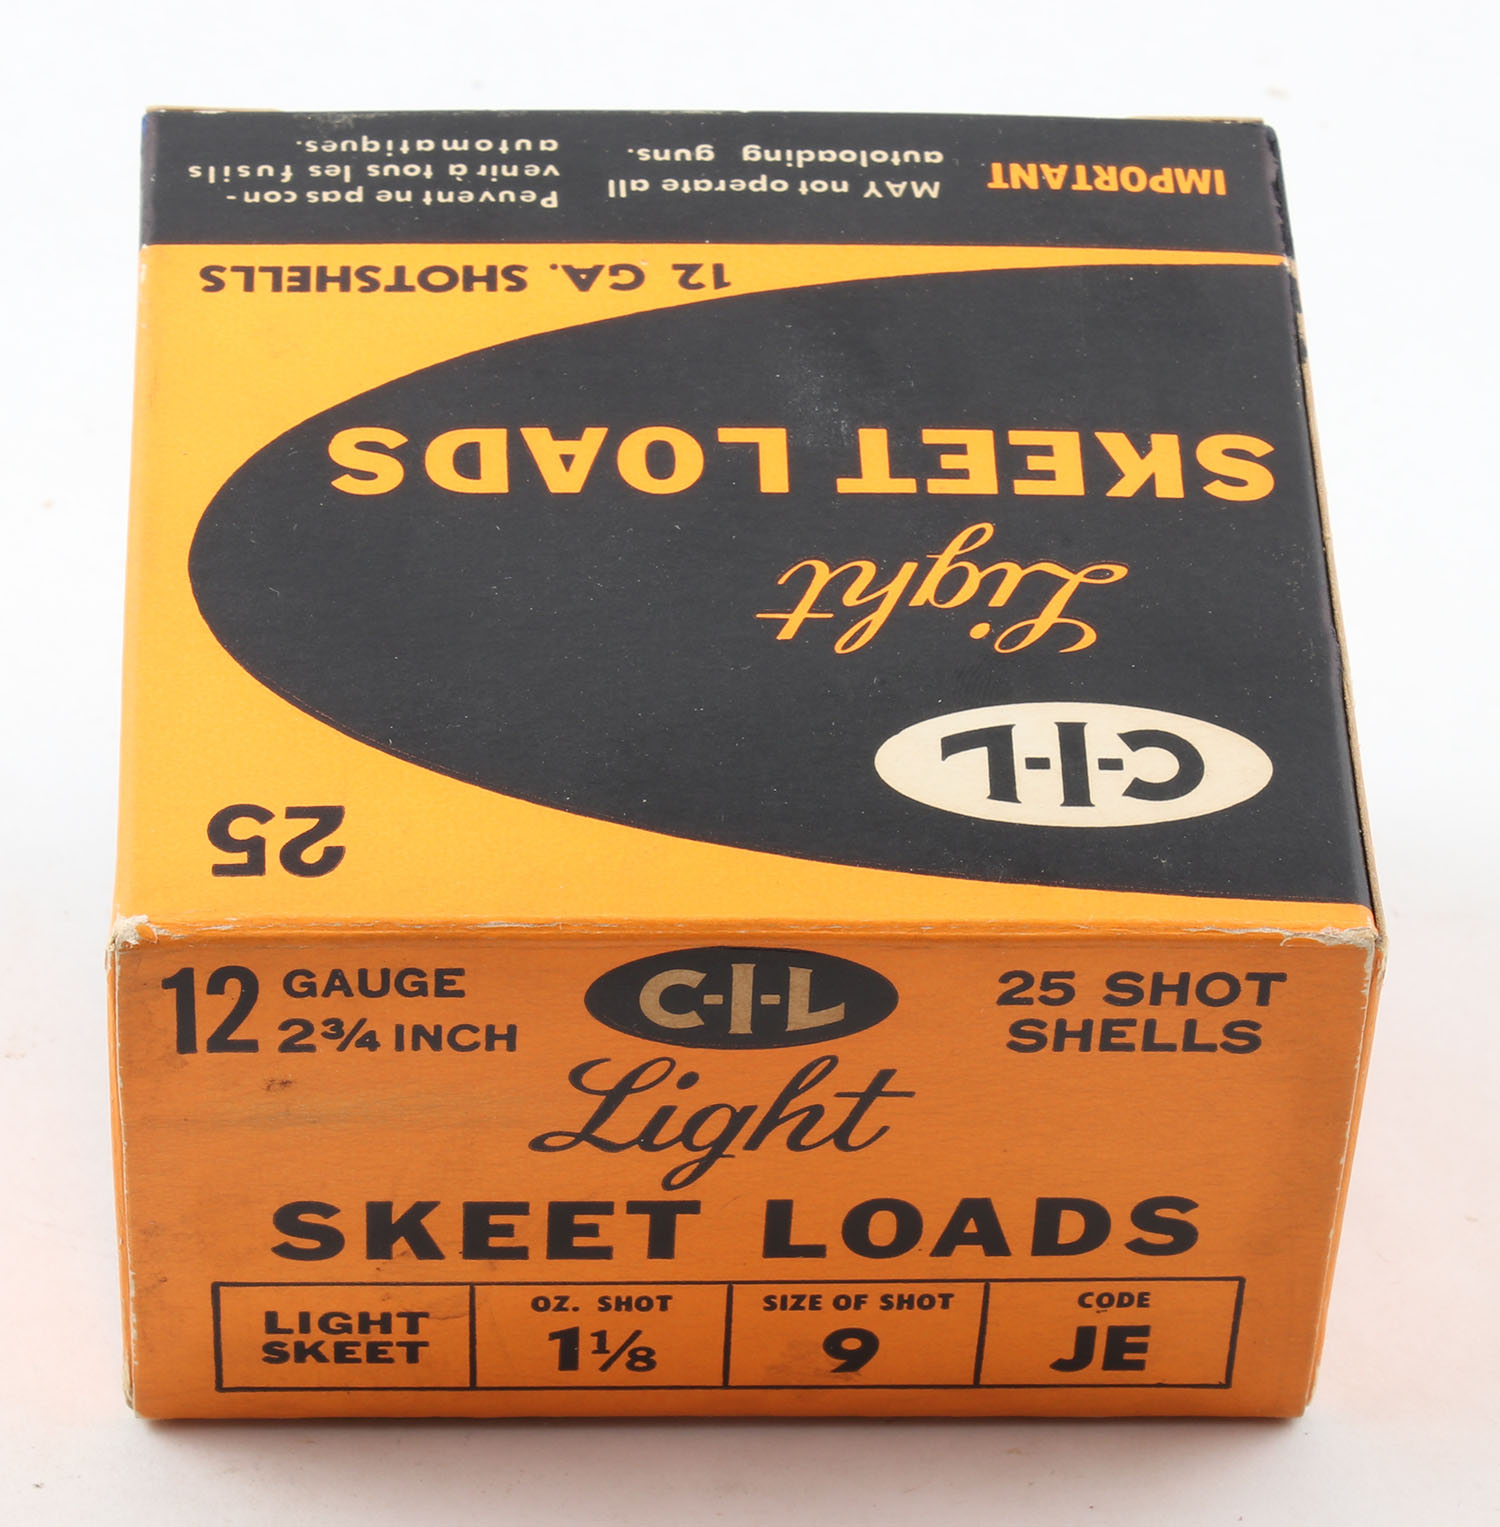 C-I-L
Light
SKEET LOADS
25
12 GA. SHOTSHELLS
IMPORTANT
MAY not operate all
autoloading guns.
Peuvent ne pas con-
venir à tous les fusils
automatiques.
12 GAUGE
2¾ INCH
C-I-L
25 SHOT
SHELLS
Light
SKEET LOADS
LIGHT
SKEET
OZ. SHOT
1⅛
SIZE OF SHOT
9
CODE
JE